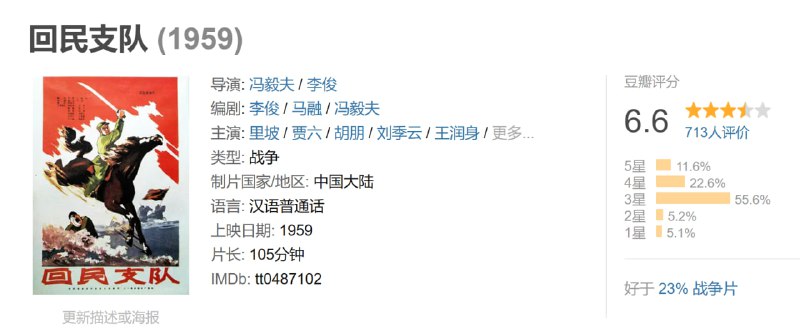 回民支队 (1959)
回民支队
更新描述或海报
导演: 冯毅夫 / 李俊
编剧: 李俊 / 马融 / 冯毅夫
主演: 里坡 / 贾六 / 胡朋 / 刘季云 / 王润身 / 更多...
类型: 战争
制片国家/地区: 中国大陆
语言: 汉语普通话
上映日期: 1959
片长: 105分钟
IMDb: tt0487102
豆瓣评分
6.6
713人评价
5星 11.6%
4星 22.6%
3星 55.6%
2星 5.2%
1星 5.1%
好于 23% 战争片